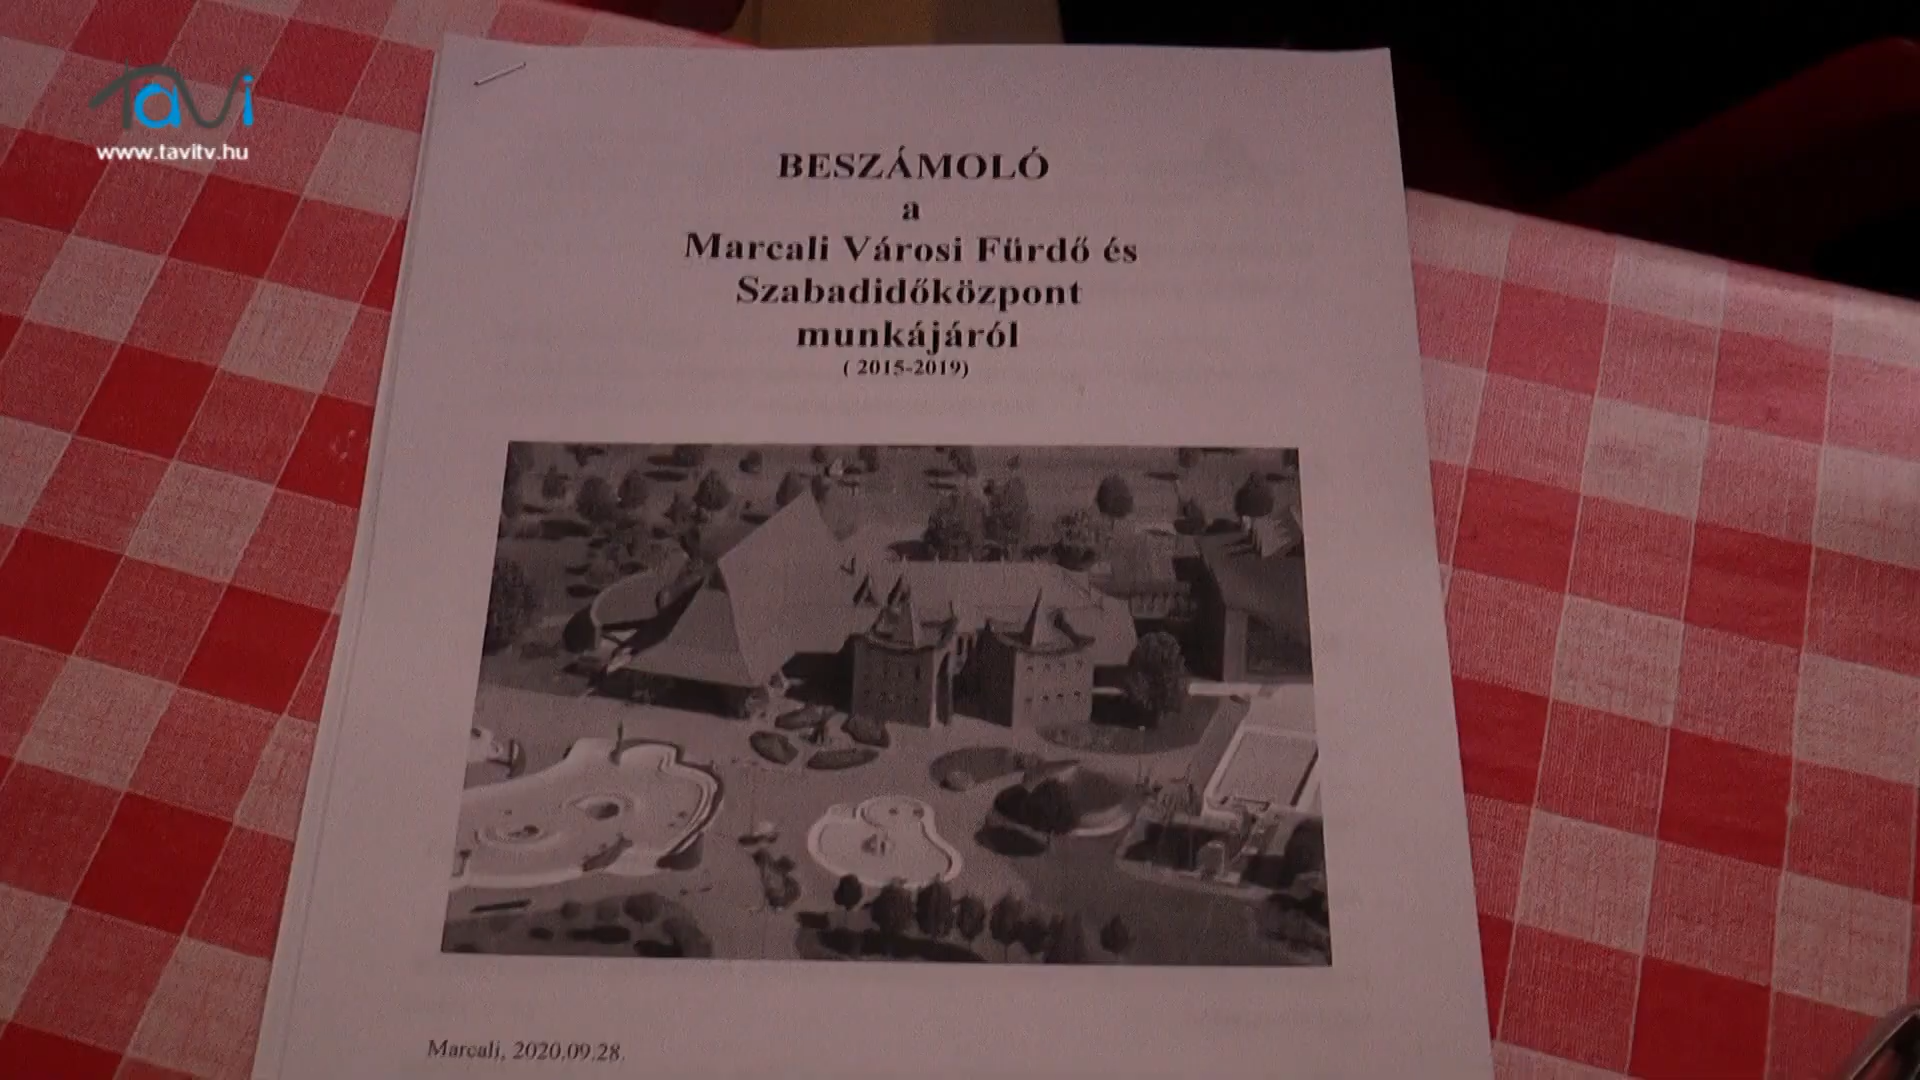 TaVi
www.tavitv.hu
BESZÁMOLÓ
a
Marcali Városi Fürdő és
Szabadidőközpont
munkájáról
( 2015-2019)
Marcali, 2020.09.28.